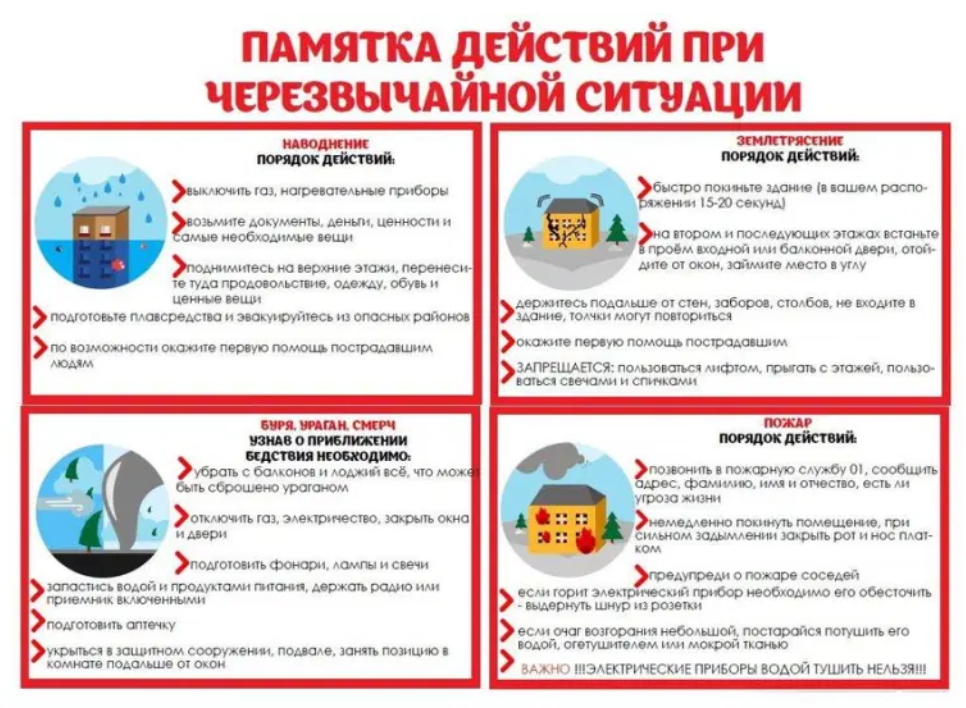 ПАМЯТКА ДЕЙСТВИЙ ПРИ
ЧЕРЕЗВЫЧАЙНОЙ СИТУАЦИИ
НАВОДНЕНИЕ
ПОРЯДОК ДЕЙСТВИЙ:
выключить газ, нагревательные приборы
возьмите документы, деньги, ценности и
самые необходимые вещи
поднимитесь на верхние этажи, перенеси-
те туда продовольствие, одежду, обувь и
ценные вещи
подготовьте плавсредства и эвакуируйтесь из опасных районов
по возможности окажите первую помощь пострадавшим
людям
ЗЕМЛЕТРЯСЕНИЕ
ПОРЯДОК ДЕЙСТВИЙ:
быстро покиньте здание (в вашем распо-
ряжении 15-20 секунд)
на втором и последующих этажах встаньте
в проём входной или балконной двери, отой-
дите от окон, займите место в углу
держитесь подальше от стен, заборов, столбов, не входите в
здание, толчки могут повториться
окажите первую помощь пострадавшим
ЗАПРЕЩАЕТСЯ: пользоваться лифтом, прыгать с этажей, пользо-
ваться свечами и спичками
БУРЯ, УРАГАН, СМЕРЧ
УЗНАВ О ПРИБЛИЖЕНИИ
БЕДСТВИЯ НЕОБХОДИМО:
убрать с балконов и лоджий всё, что может
быть сброшено ураганом
отключить газ, электричество, закрыть окна
и двери
подготовить фонари, лампы и свечи
запастись водой и продуктами питания, держать радио или
приемник включенными
подготовить аптечку
укрыться в защитном сооружении, подвале, занять позицию в
комнате подальше от окон
ПОЖАР
ПОРЯДОК ДЕЙСТВИЙ:
позвонить в пожарную службу 01, сообщить
адрес, фамилию, имя и отчество, есть ли
угроза жизни
немедленно покинуть помещение, при
сильном задымлении закрыть рот и нос плат-
ком
предупреди о пожаре соседей
если горит электрический прибор необходимо его обесточить
- выдернуть шнур из розетки
если очаг возгорания небольшой, постарайся потушить его
водой, огетушителем или мокрой тканью
ВАЖНО !!!ЭЛЕКТРИЧЕСКИЕ ПРИБОРЫ ВОДОЙ ТУШИТЬ НЕЛЬЗЯ!!!